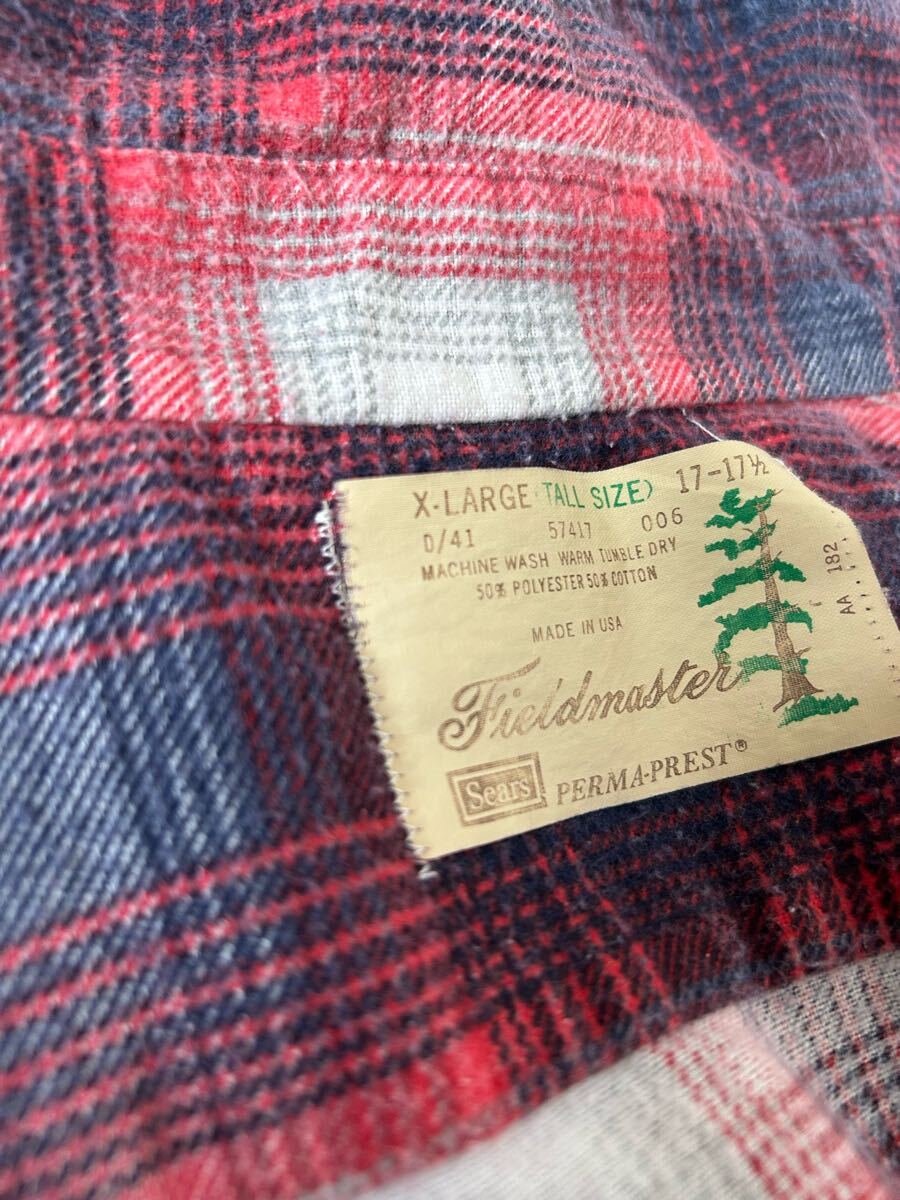 X-LARGE (TALL SIZE) 17-17½
D/41 57417 006
MACHINE WASH WARM TUMBLE DRY
50% POLYESTER 50% COTTON
MADE IN USA
Fieldmaster
Sears PERMA-PREST®
AA 182